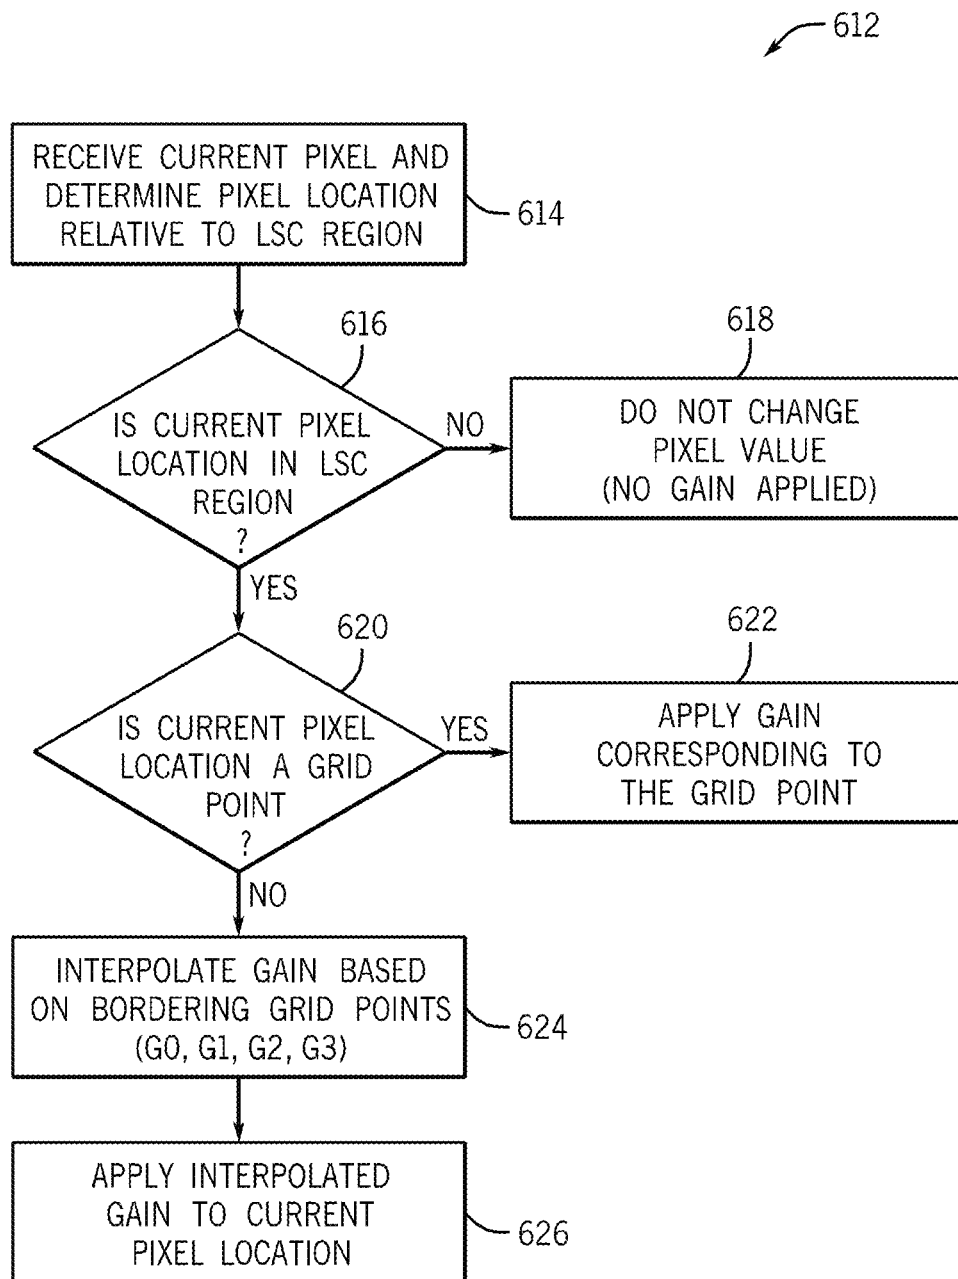 612
RECEIVE CURRENT PIXEL AND
DETERMINE PIXEL LOCATION
RELATIVE TO LSC REGION
614
616
IS CURRENT PIXEL
LOCATION IN LSC
REGION
?
NO
618
DO NOT CHANGE
PIXEL VALUE
(NO GAIN APPLIED)
YES
620
IS CURRENT PIXEL
LOCATION A GRID
POINT
?
YES
622
APPLY GAIN
CORRESPONDING TO
THE GRID POINT
NO
INTERPOLATE GAIN BASED
ON BORDERING GRID POINTS
(G0, G1, G2, G3)
624
APPLY INTERPOLATED
GAIN TO CURRENT
PIXEL LOCATION
626